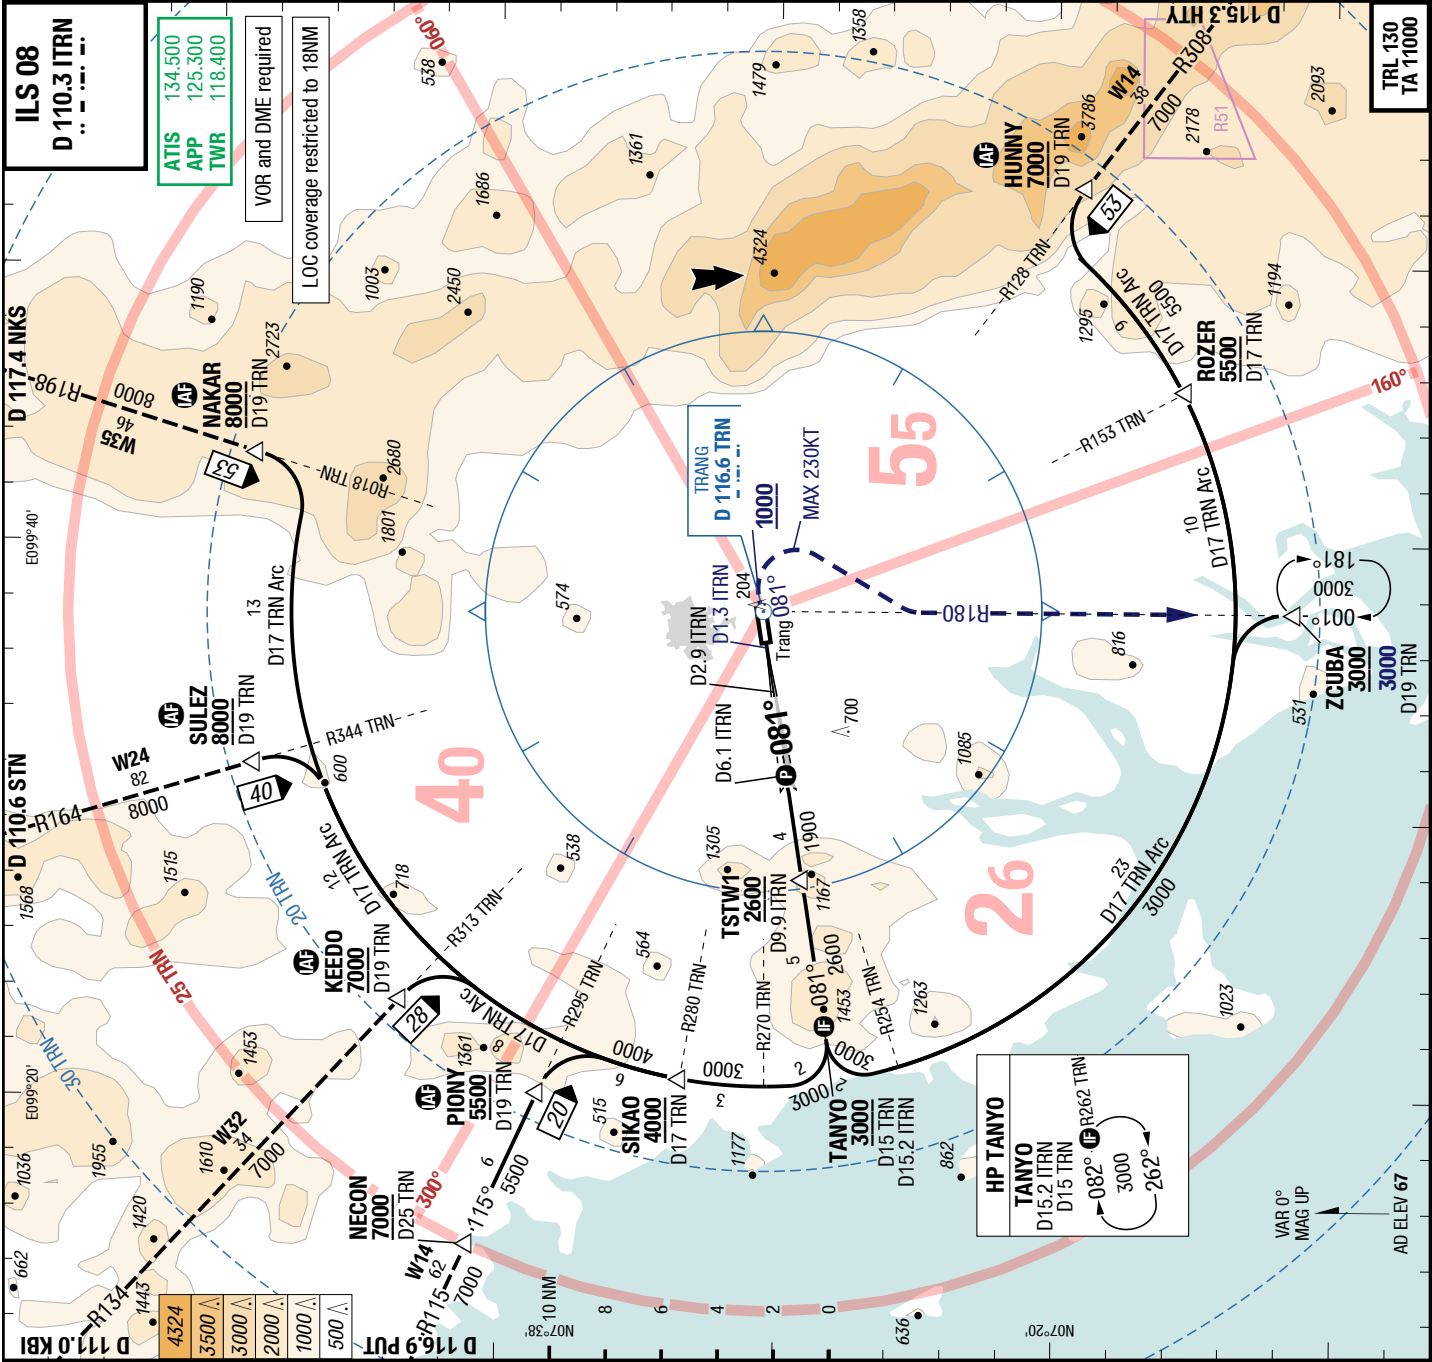 ILS 08
D 110.3 ITRN
ATIS 134.500
APP 125.300
TWR 118.400
VOR and DME required
LOC coverage restricted to 18NM
TRL 130
TA 11000
D 117.4 NKS
R198
8000
W35
46
IAF
NAKAR
8000
D19 TRN
53
R018 TRN
D 110.6 STN
R164
8000
W24
82
IAF
SULEZ
8000
D19 TRN
40
R344 TRN
13
D17 TRN Arc
12
D17 TRN Arc
IAF
KEEDO
7000
D19 TRN
28
R313 TRN
D 111.0 KBI
R134
W32
34
7000
8
D17 TRN Arc
IAF
PIONY
5500
D19 TRN
20
R295 TRN
NECON
7000
D25 TRN
115°
6
5500
W14
62
7000
R115
D 116.9 PUT
6
4000
SIKAO
4000
D17 TRN
R280 TRN
3
3000
R270 TRN
2
3000
TANYO
3000
D15 TRN
D15.2 ITRN
2
3000
R254 TRN
IF
081°
5
2600
TSTW1
2600
D9.9 ITRN
4
1900
P
081°
D6.1 ITRN
D2.9 ITRN
D1.3 ITRN
Trang
204
081°
TRANG
D 116.6 TRN
1000
MAX 230KT
R180
ZCUBA
3000
3000
D19 TRN
001°
3000
181°
23
D17 TRN Arc
3000
10
D17 TRN Arc
ROZER
5500
D17 TRN
R153 TRN
9
D17 TRN Arc
5500
IAF
HUNNY
7000
D19 TRN
53
R128 TRN
W14
38
7000
R308
D 115.3 HTY
R51
HP TANYO
TANYO
D15.2 ITRN
D15 TRN
082°
IF
R262 TRN
3000
262°
VAR 0°
MAG UP
AD ELEV 67
060°
160°
300°
25 TRN
20 TRN
30 TRN
40
55
26
E099°40'
E099°20'
N07°38'
N07°20'
10 NM
8
6
4
2
0
4324
3500
3000
2000
1000
500
538
1358
1479
1361
1686
1003
2450
1190
2723
2680
1801
574
600
718
538
1568
1515
1453
1361
1036
1955
1610
1420
662
1443
515
564
1305
1167
1453
1177
862
1263
1023
636
700
1085
816
531
4324
3786
2178
2093
1295
1194